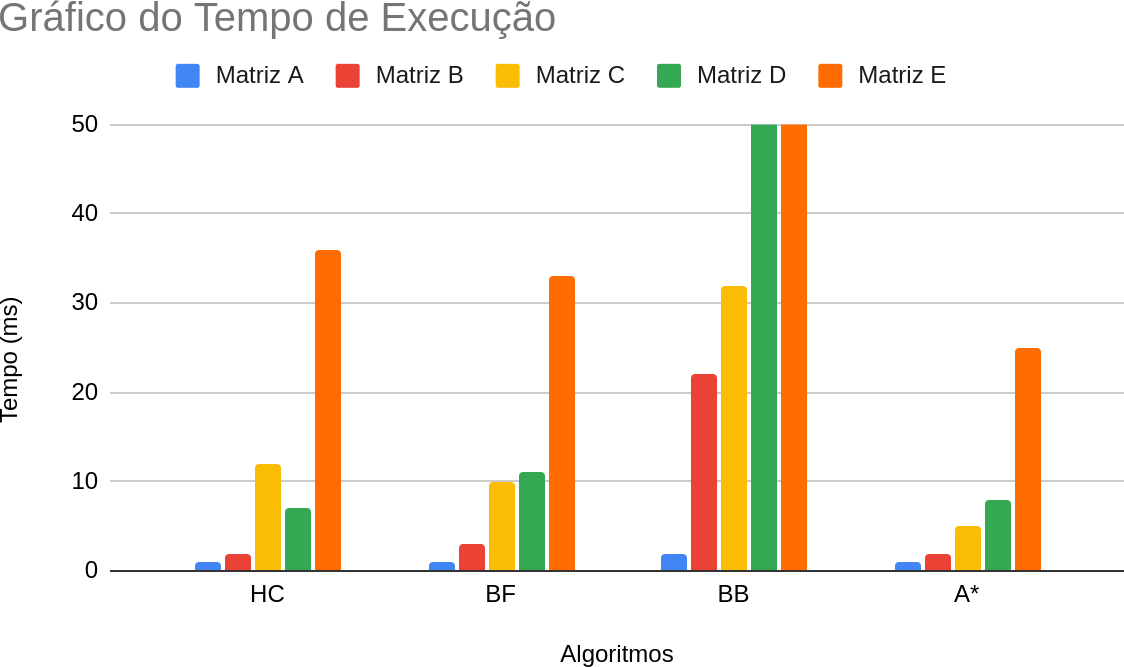 Gráfico do Tempo de Execução
Matriz A Matriz B Matriz C Matriz D Matriz E
50
40
30
20
10
0
Tempo (ms)
HC BF BB A*
Algoritmos